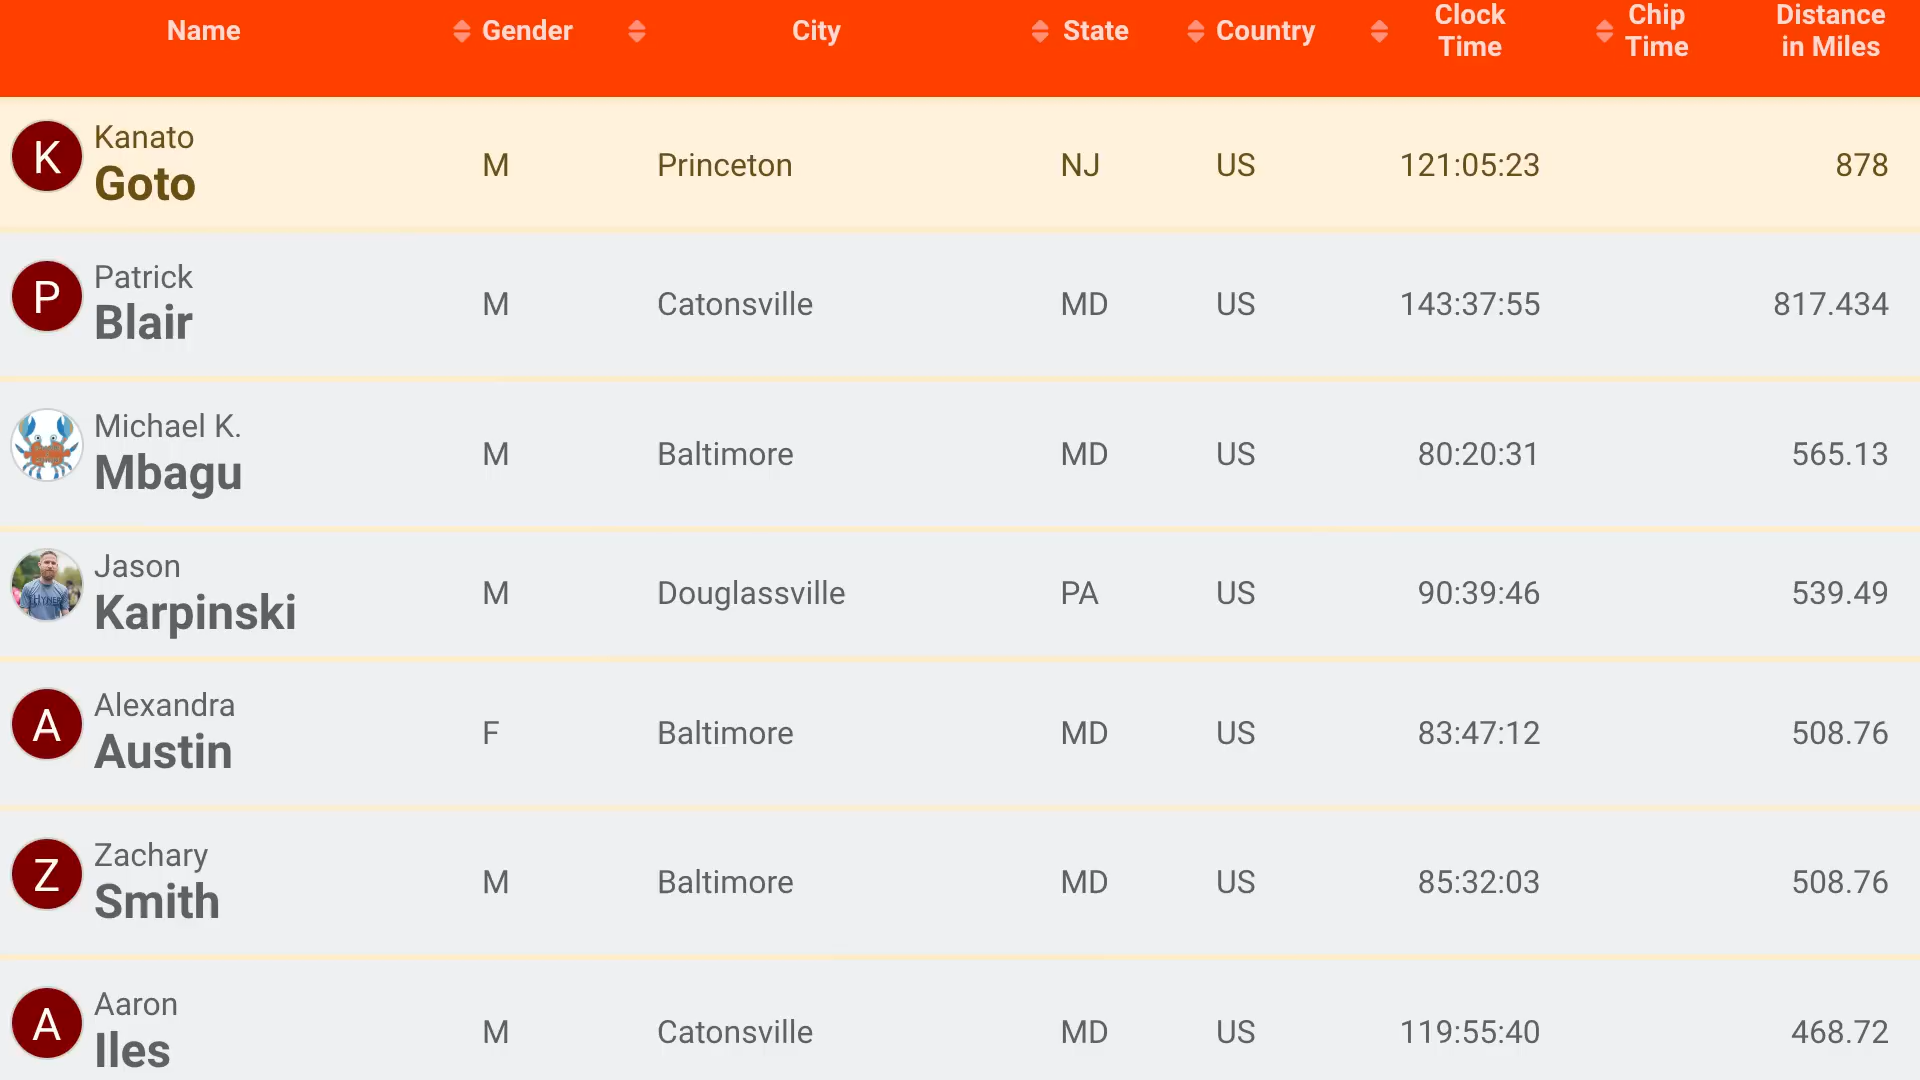 Name Gender City State Country Clock Time Chip Time Distance in Miles
K Kanato Goto M Princeton NJ US 121:05:23 878
P Patrick Blair M Catonsville MD US 143:37:55 817.434
Michael K. Mbagu M Baltimore MD US 80:20:31 565.13
Jason Karpinski M Douglassville PA US 90:39:46 539.49
A Alexandra Austin F Baltimore MD US 83:47:12 508.76
Z Zachary Smith M Baltimore MD US 85:32:03 508.76
A Aaron Iles M Catonsville MD US 119:55:40 468.72